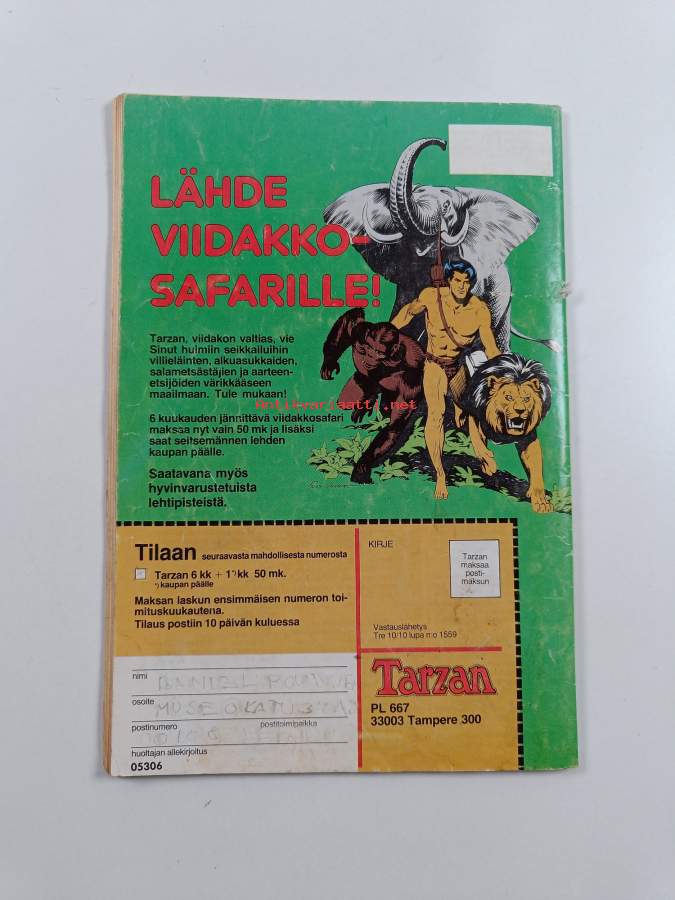 LÄHDE
VIIDAKKO-
SAFARILLE!
Tarzan, viidakon valtias, vie
Sinut huimiin seikkailuihin
villieläinten, alkuasukkaiden,
salametsästäjien ja aarteen-
etsijöiden värikkääseen
maailmaan. Tule mukaan!
Antikvariaatti.net
6 kuukauden jännittävä viidakkosafari
maksaa nyt vain 50 mk ja lisäksi
saat seitsemännen lehden
kaupan päälle.
Saatavana myös
hyvinvarustetuista
lehtipisteistä.
Tilaan seuraavasta mahdollisesta numerosta
Tarzan 6 kk + 1*)kk 50 mk.
*) kaupan päälle
Maksan laskun ensimmäisen numeron toi-
mituskuukautena.
Tilaus postiin 10 päivän kuluessa
nimi DANIEL
osoite
postinumero postitoimipaikka
huoltajan allekirjoitus
05306
KIRJE
Tarzan
maksaa
posti-
maksun
Vastauslähetys
Tre 10/10 lupa n:o 1559
Tarzan
PL 667
33003 Tampere 300